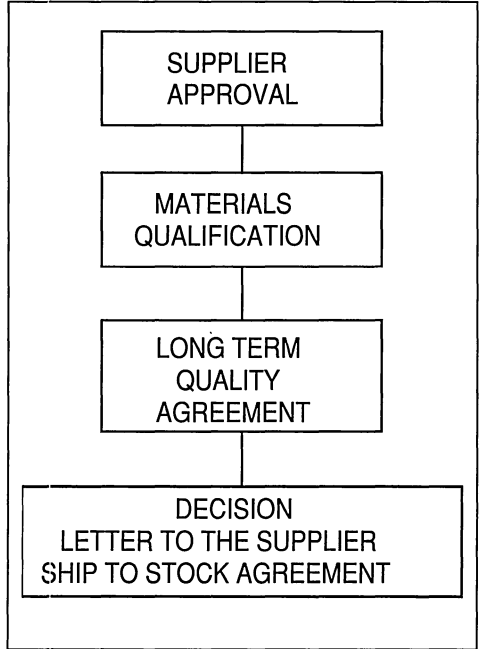 SUPPLIER
APPROVAL
MATERIALS
QUALIFICATION
LONG TERM
QUALITY
AGREEMENT
DECISION
LETTER TO THE SUPPLIER
SHIP TO STOCK AGREEMENT